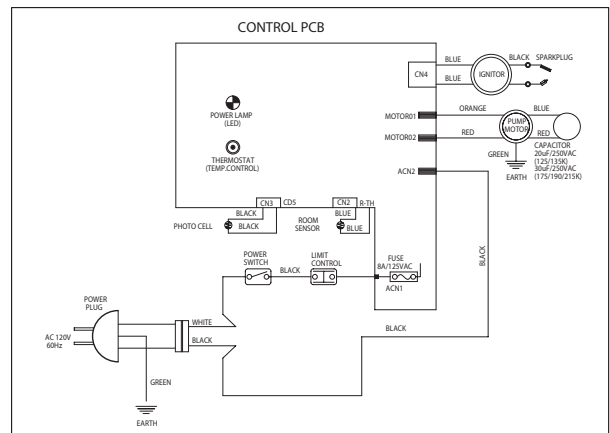 CONTROL PCB
BLUE
BLACK
SPARKPLUG
CN4
IGNITOR
BLUE
POWER LAMP
(LED)
MOTOR01
ORANGE
BLUE
PUMP
MOTOR
MOTOR02
RED
RED
THERMOSTAT
(TEMP.CONTROL)
GREEN
CAPACITOR
20uF/250VAC
(125/135K)
30uF/250VAC
(175/190/215K)
EARTH
ACN2
CN3
CDS
CN2
R-TH
BLACK
BLUE
PHOTO CELL
BLACK
ROOM
SENSOR
BLUE
POWER
SWITCH
LIMIT
CONTROL
FUSE
8A/125VAC
BLACK
BLACK
ACN1
POWER
PLUG
WHITE
AC 120V
60Hz
BLACK
BLACK
GREEN
EARTH